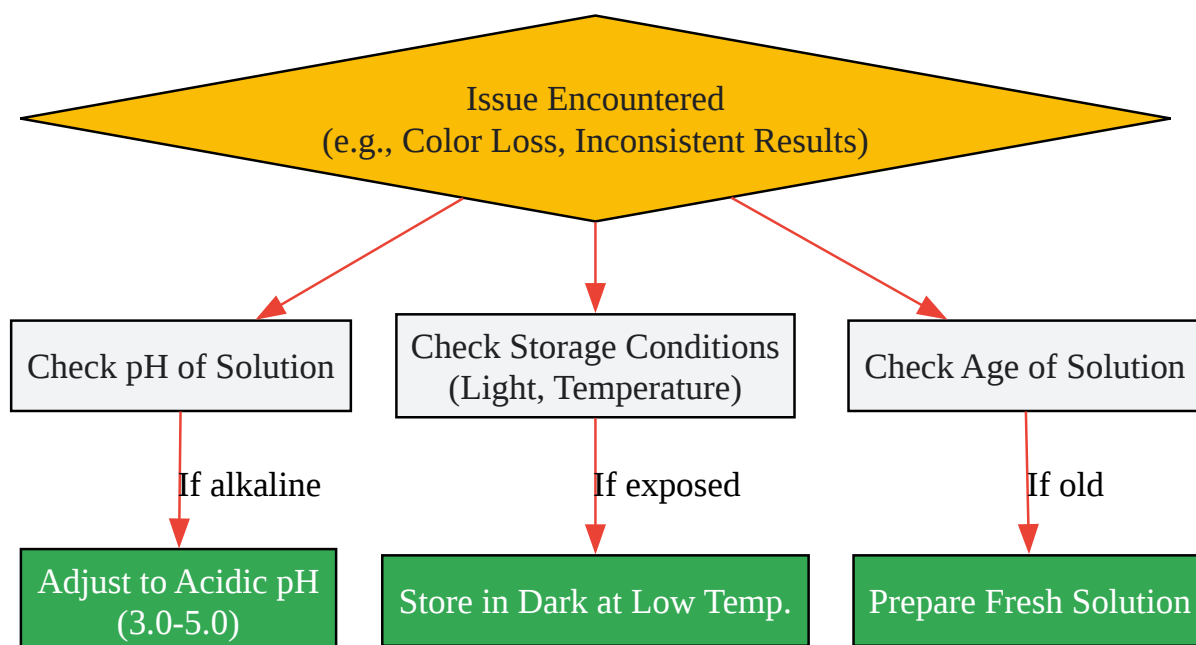 Issue Encountered
(e.g., Color Loss, Inconsistent Results)
Check pH of Solution
Check Storage Conditions
(Light, Temperature)
Check Age of Solution
If alkaline
If exposed
If old
Adjust to Acidic pH
(3.0-5.0)
Store in Dark at Low Temp.
Prepare Fresh Solution